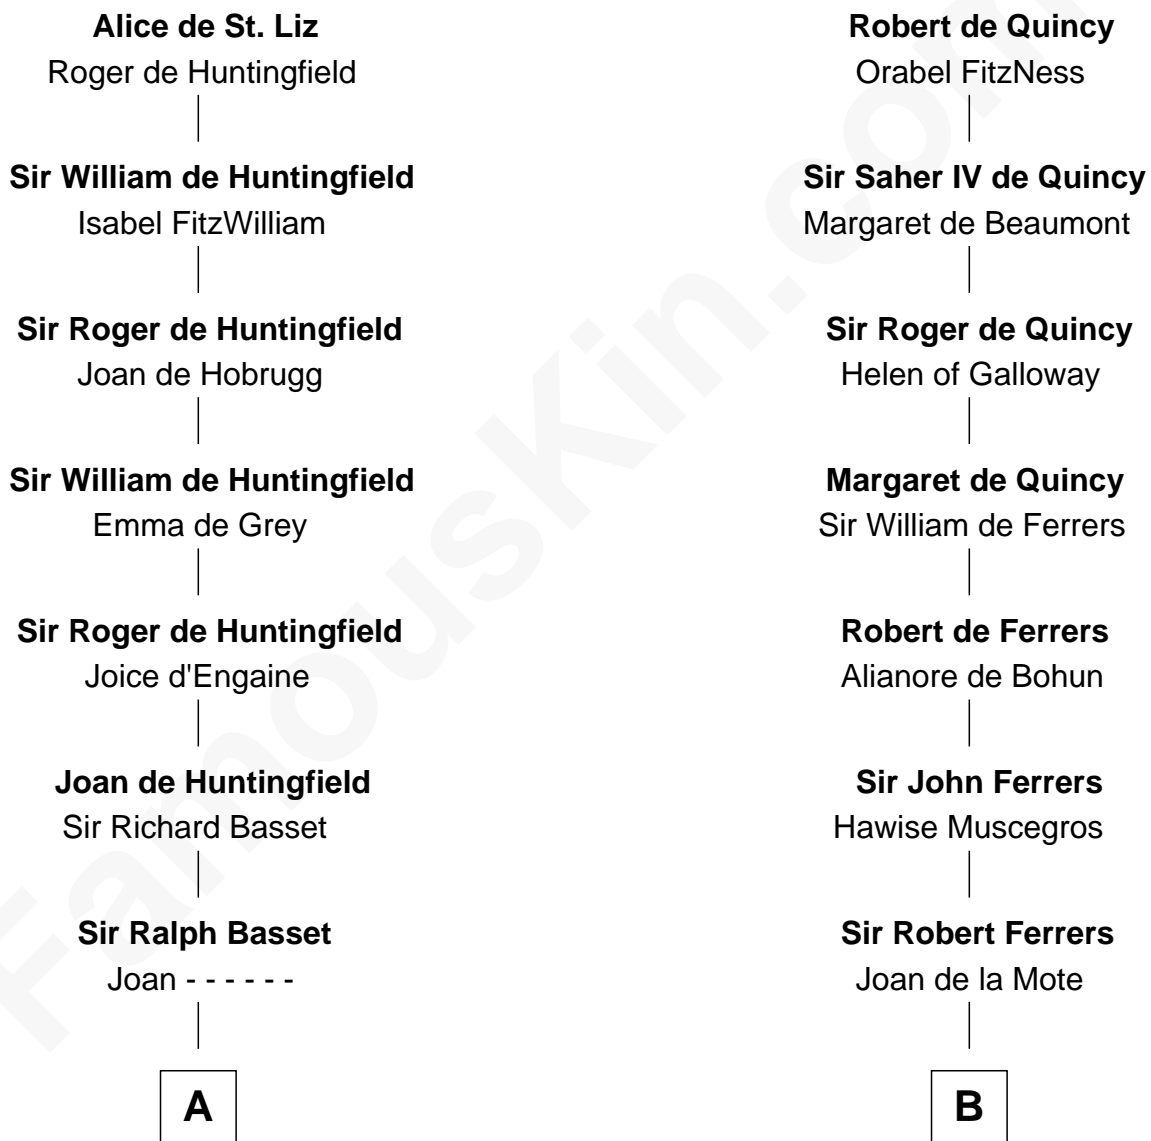 Alice de St. Liz
Roger de Huntingfield
Sir William de Huntingfield
Isabel FitzWilliam
Sir Roger de Huntingfield
Joan de Hobrugg
Sir William de Huntingfield
Emma de Grey
Sir Roger de Huntingfield
Joice d'Engaine
Joan de Huntingfield
Sir Richard Basset
Sir Ralph Basset
Joan - - - - - -
A
Robert de Quincy
Orabel FitzNess
Sir Saher IV de Quincy
Margaret de Beaumont
Sir Roger de Quincy
Helen of Galloway
Margaret de Quincy
Sir William de Ferrers
Robert de Ferrers
Alianore de Bohun
Sir John Ferrers
Hawise Muscegros
Sir Robert Ferrers
Joan de la Mote
B
FamousKin.com